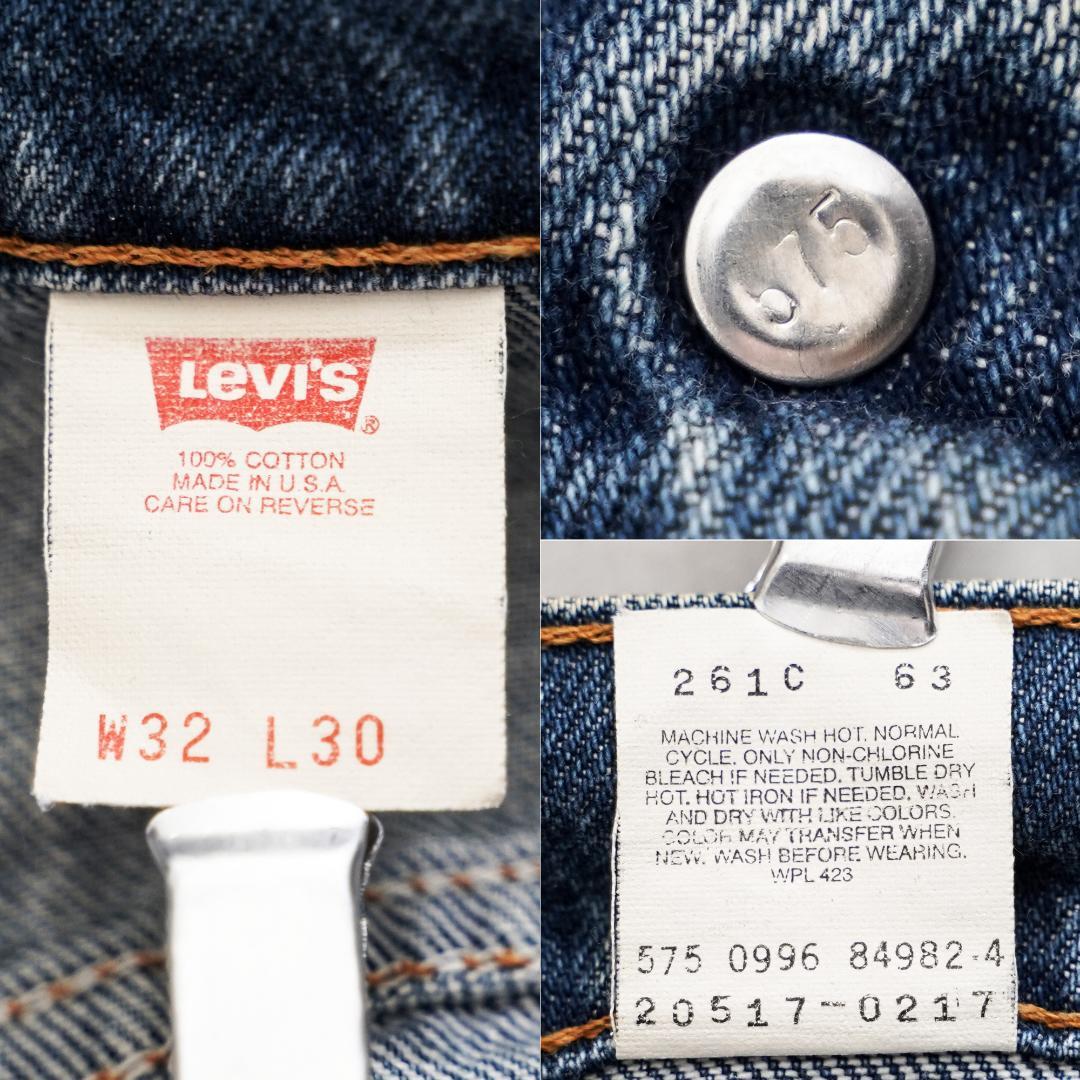 Levi's®
100% COTTON
MADE IN U.S.A.
CARE ON REVERSE
W32 L30
575
261C 63
MACHINE WASH HOT. NORMAL
CYCLE. ONLY NON-CHLORINE
BLEACH IF NEEDED. TUMBLE DRY
HOT. HOT IRON IF NEEDED. WASH
AND DRY WITH LIKE COLORS.
COLOR MAY TRANSFER WHEN
NEW. WASH BEFORE WEARING.
WPL 423
575 0996 84982-4
20517-0217